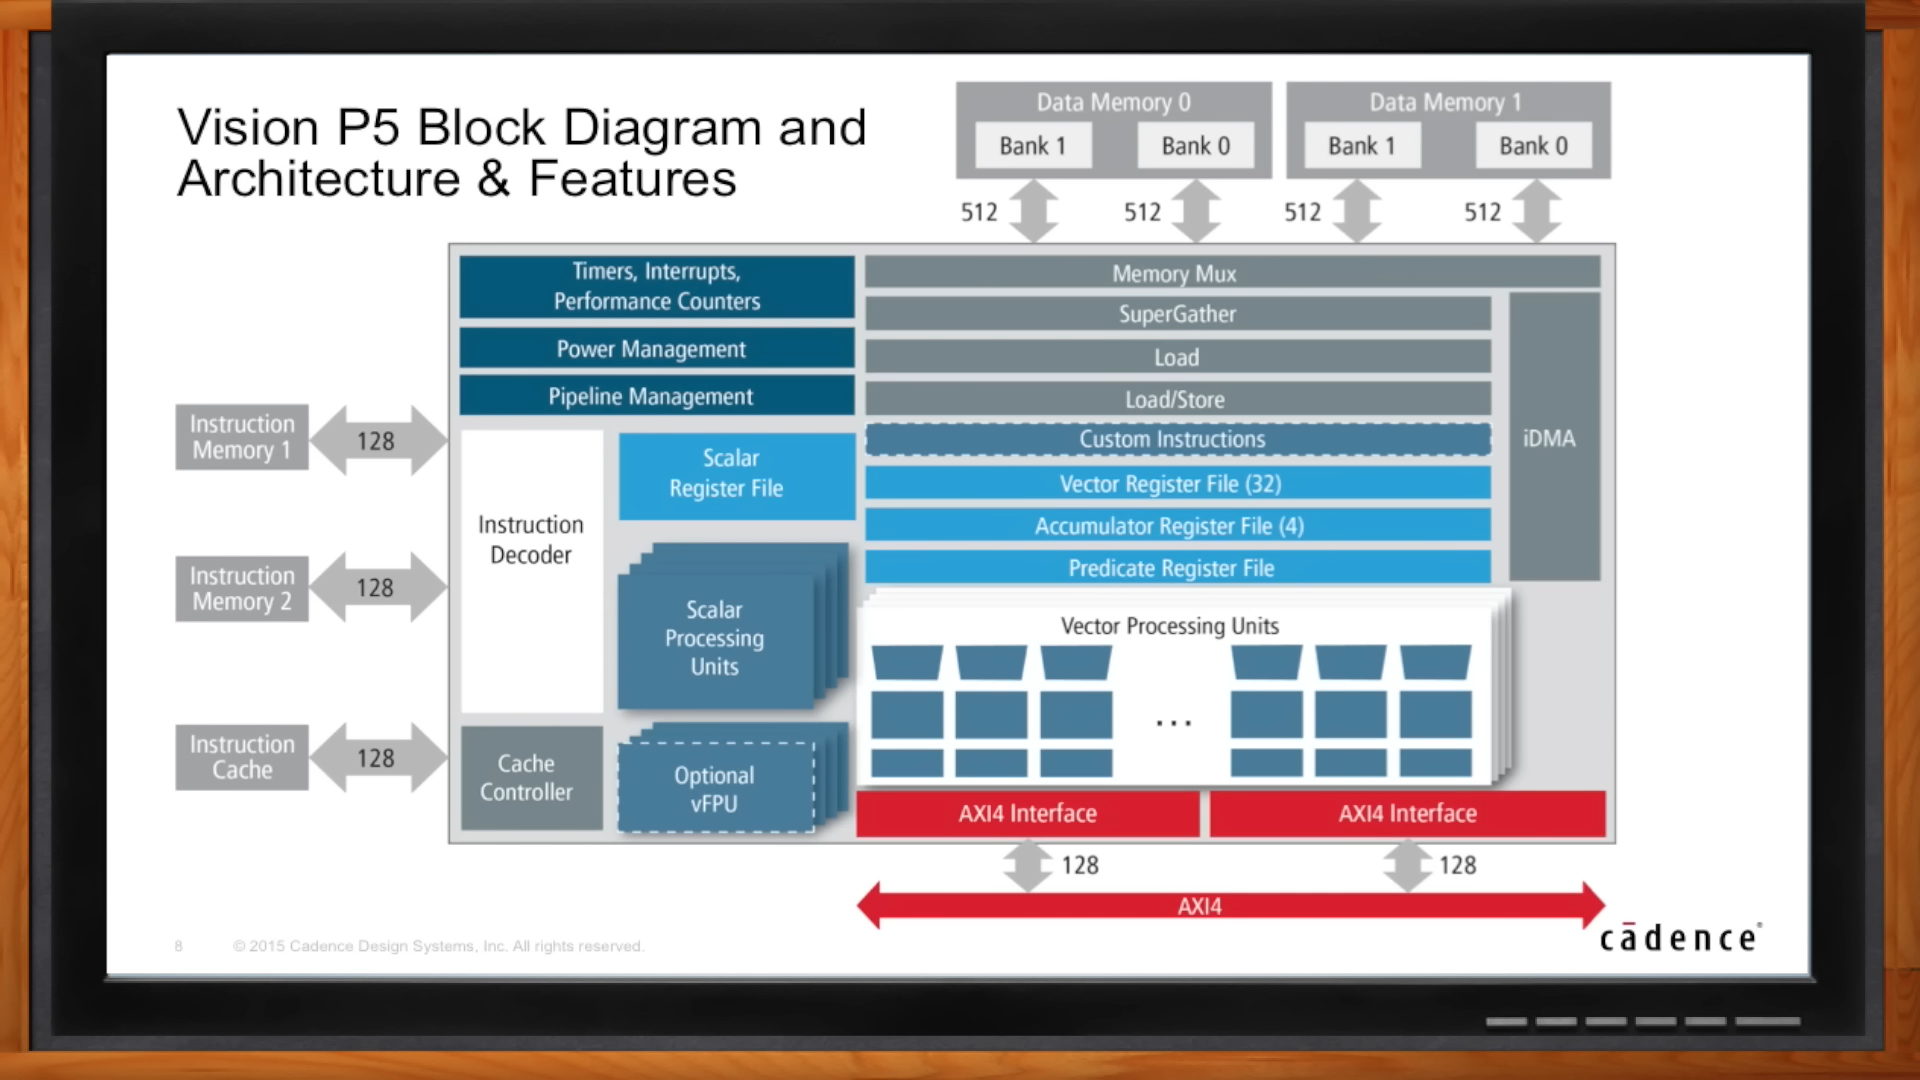 Vision P5 Block Diagram and
Architecture & Features
Data Memory 0
Bank 1
Bank 0
Data Memory 1
Bank 1
Bank 0
512
512
512
512
Timers, Interrupts,
Performance Counters
Power Management
Pipeline Management
Memory Mux
SuperGather
Load
Load/Store
Custom Instructions
Vector Register File (32)
Accumulator Register File (4)
Predicate Register File
iDMA
Instruction
Memory 1
128
Instruction
Memory 2
128
Instruction
Cache
128
Instruction
Decoder
Scalar
Register File
Scalar
Processing
Units
Cache
Controller
Optional
vFPU
Vector Processing Units
...
AXI4 Interface
AXI4 Interface
128
128
AXI4
8
© 2015 Cadence Design Systems, Inc. All rights reserved.
cādence®